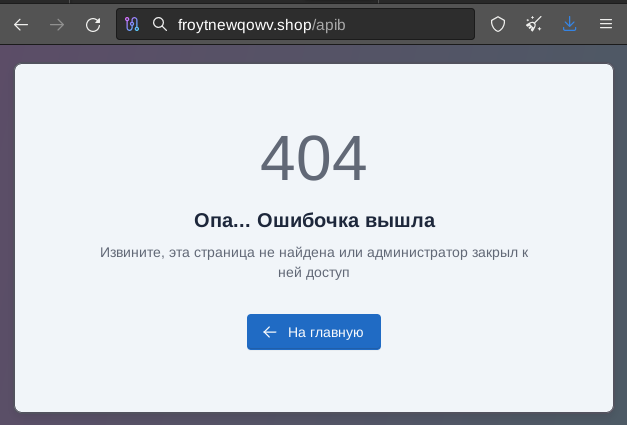 froytnewqowv.shop/apib
404
Опа... Ошибочка вышла
Извините, эта страница не найдена или администратор закрыл к
ней доступ
На главную